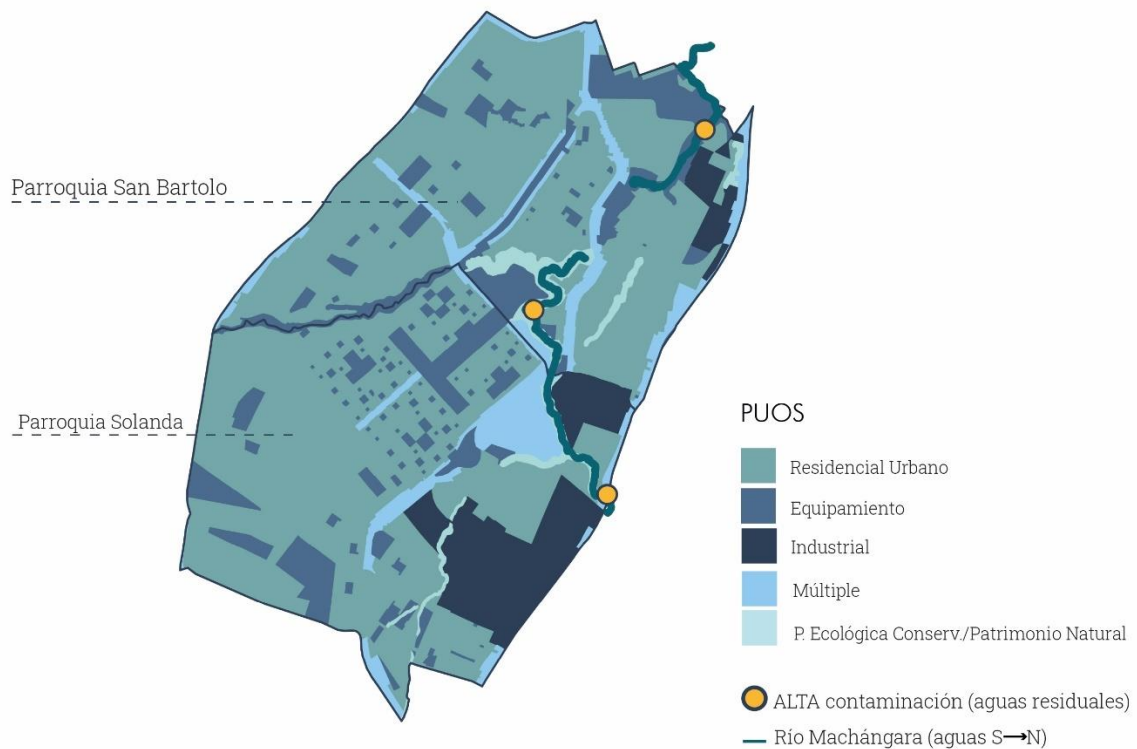 Parroquia San Bartolo
Parroquia Solanda
PUOS
Residencial Urbano
Equipamiento
Industrial
Múltiple
P. Ecológica Conserv./Patrimonio Natural
ALTA contaminación (aguas residuales)
Río Machángara (aguas S→N)